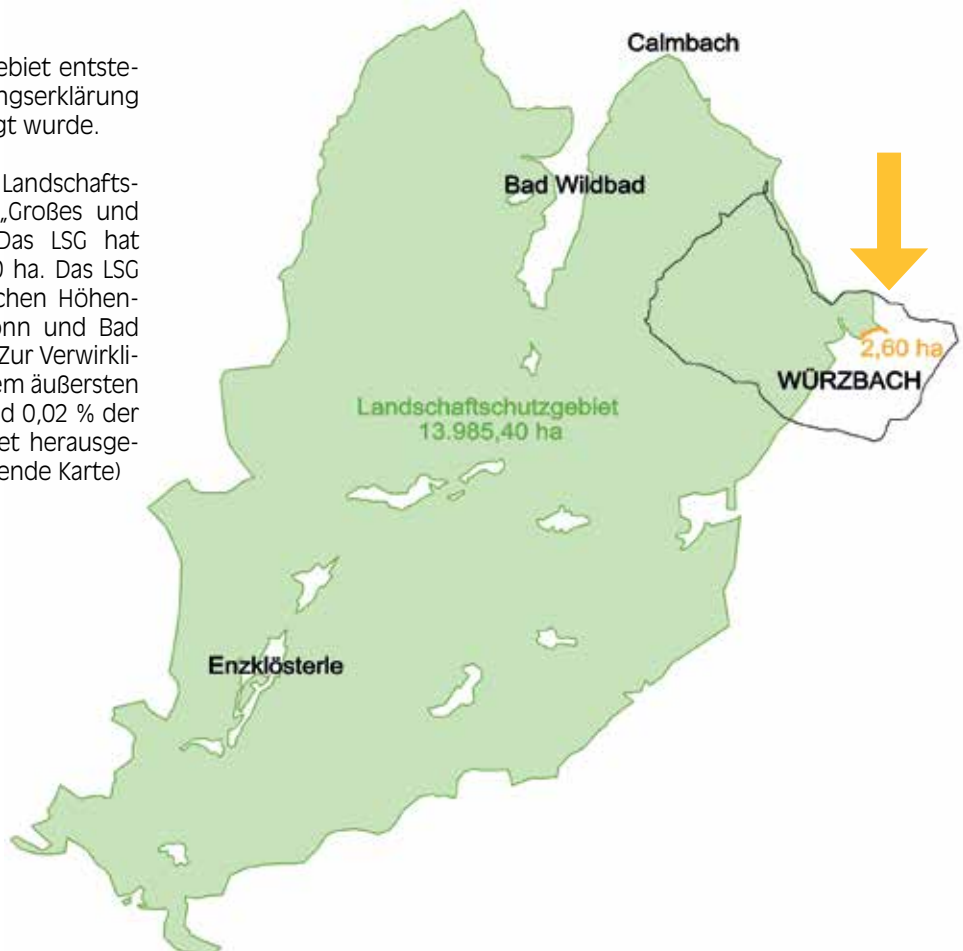 ebiet entste-
ngserklärung
gt wurde.
Landschafts-
„Großes und
Das LSG hat
0 ha. Das LSG
chen Höhen-
onn und Bad
Zur Verwirkli-
em äußersten
d 0,02 % der
et herausge-
ende Karte)
Calmbach
Bad Wildbad
2,60 ha
WÜRZBACH
Landschaftschutzgebiet
13.985,40 ha
Enzklösterle